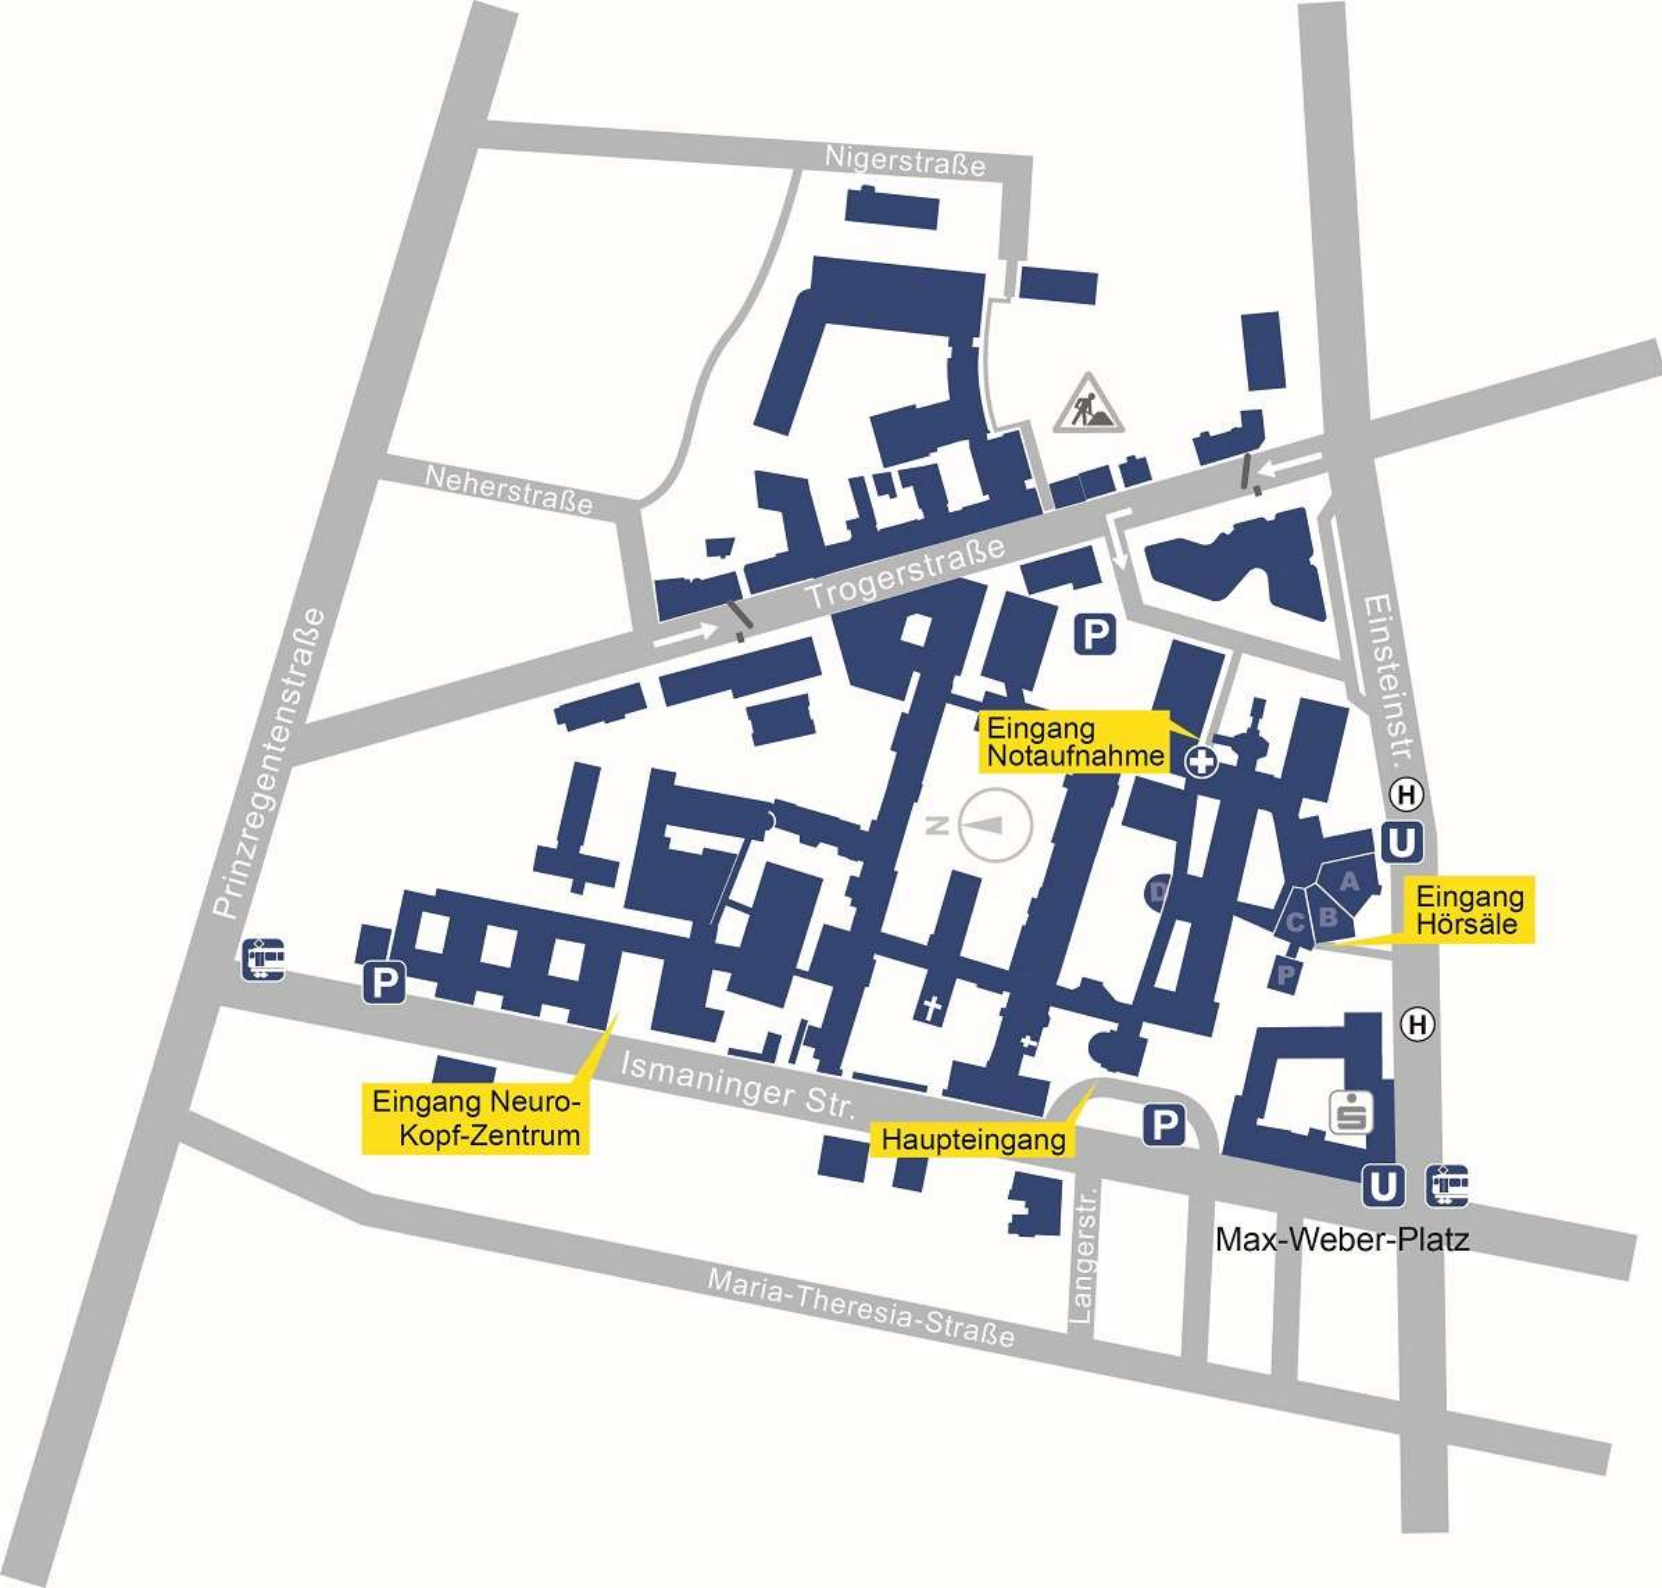 Nigerstraße
Neherstraße
Trogerstraße
Einsteinstr.
Prinzregentenstraße
P
Eingang
Notaufnahme
H
U
N
A
B
C
D
P
Eingang
Hörsäle
P
H
Ismaninger Str.
Eingang Neuro-
Kopf-Zentrum
Haupteingang
P
S
U
Max-Weber-Platz
Langerstr.
Maria-Theresia-Straße